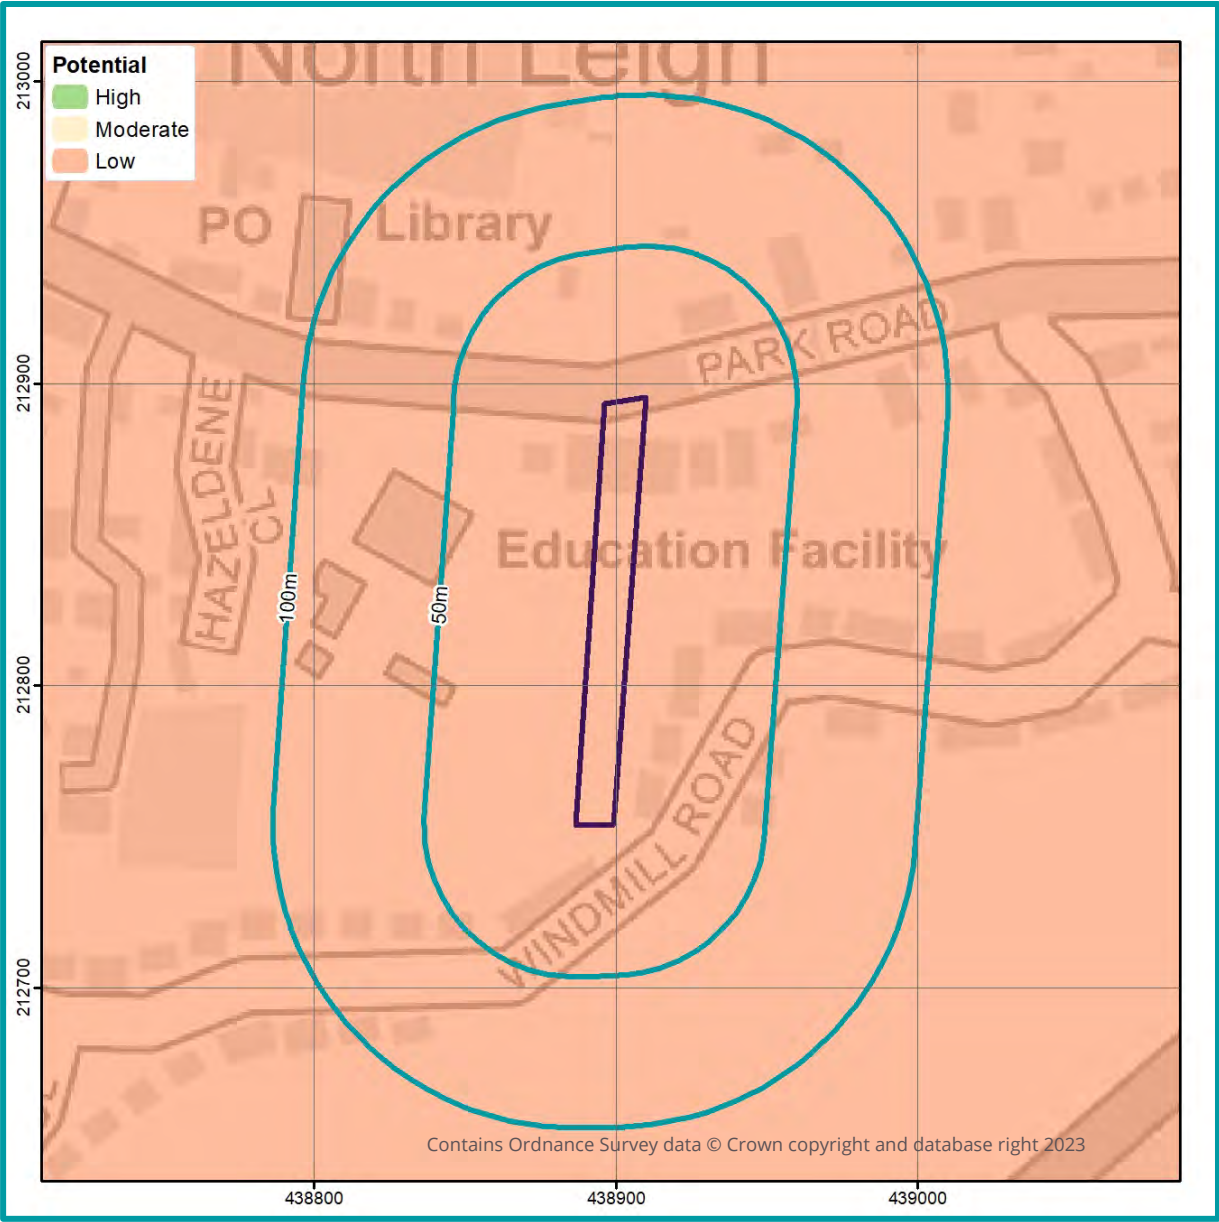 North Leigh
Potential
High
Moderate
Low
PO
Library
PARK ROAD
HAZELDENE
CL
Education Facility
100m
50m
WINDMILL ROAD
Contains Ordnance Survey data © Crown copyright and database right 2023
213000
212900
212800
212700
438800
438900
439000